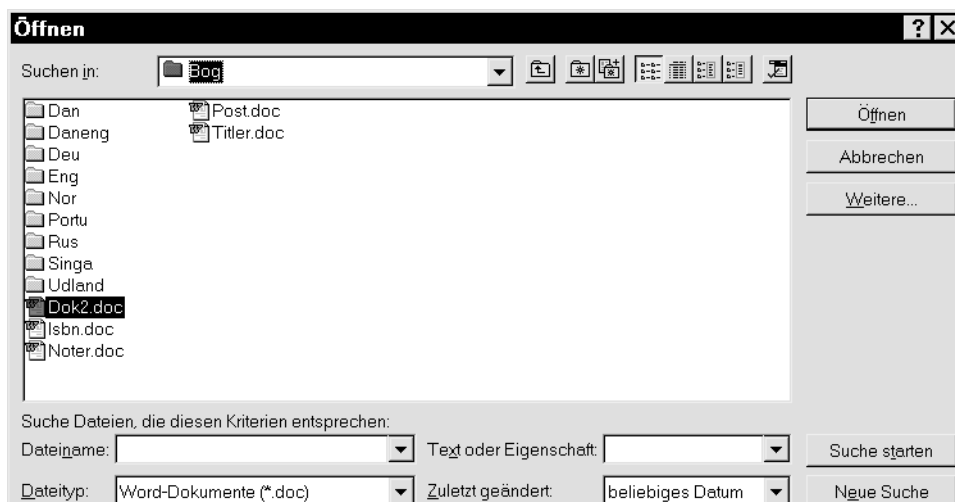 Öffnen
Suchen in: Bog
Dan
Daneng
Deu
Eng
Nor
Portu
Rus
Singa
Udland
Dok2.doc
Isbn.doc
Noter.doc
Post.doc
Titler.doc
Öffnen
Abbrechen
Weitere...
Suche Dateien, die diesen Kriterien entsprechen:
Dateiname: Text oder Eigenschaft: Suche starten
Dateityp: Word-Dokumente (*.doc) Zuletzt geändert: beliebiges Datum Neue Suche